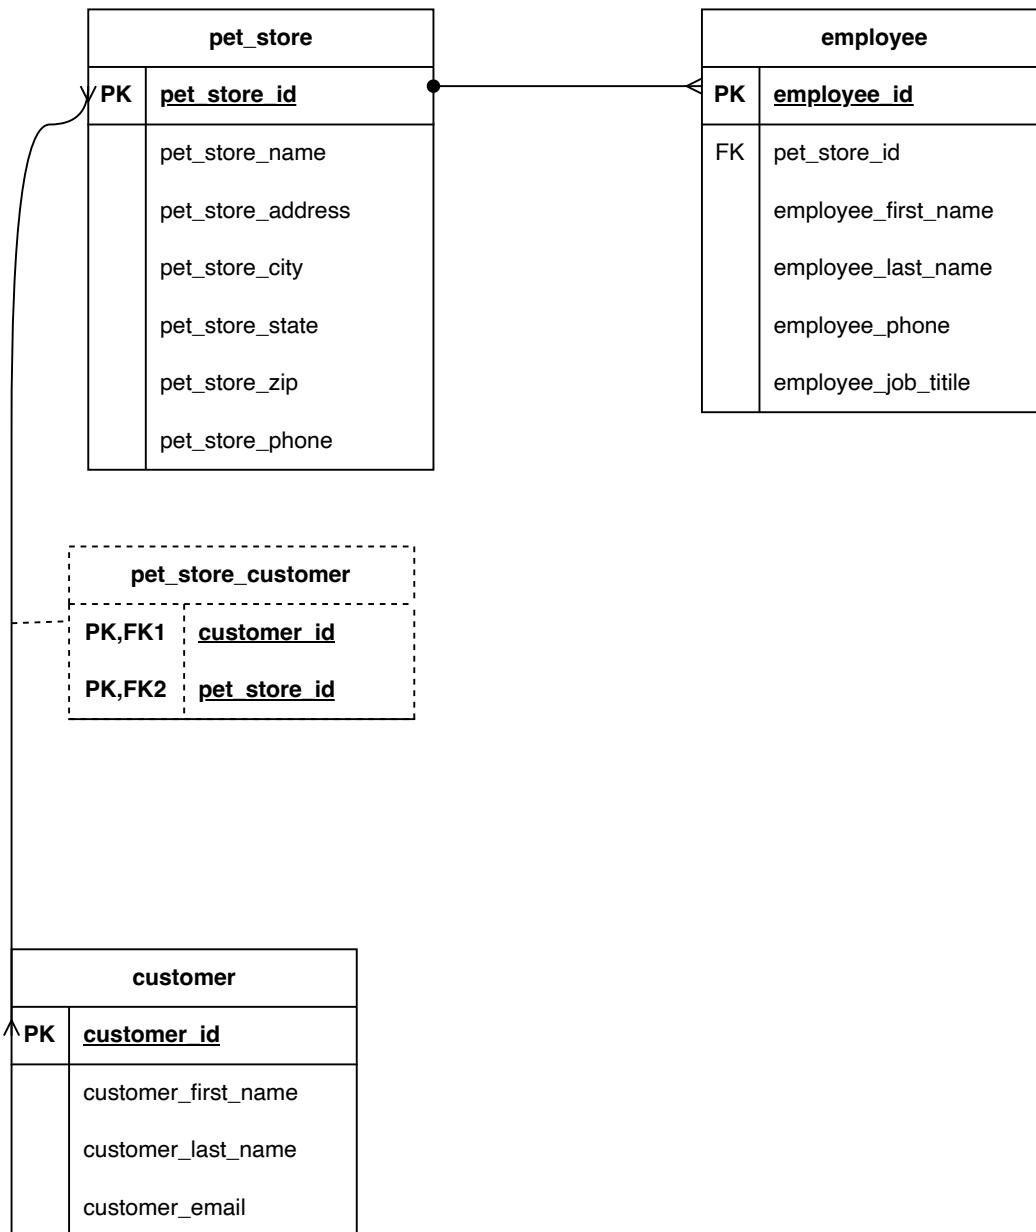 pet_store
PK pet_store_id
pet_store_name
pet_store_address
pet_store_city
pet_store_state
pet_store_zip
pet_store_phone
employee
PK employee_id
FK pet_store_id
employee_first_name
employee_last_name
employee_phone
employee_job_titile
pet_store_customer
PK,FK1 customer_id
PK,FK2 pet_store_id
customer
PK customer_id
customer_first_name
customer_last_name
customer_email